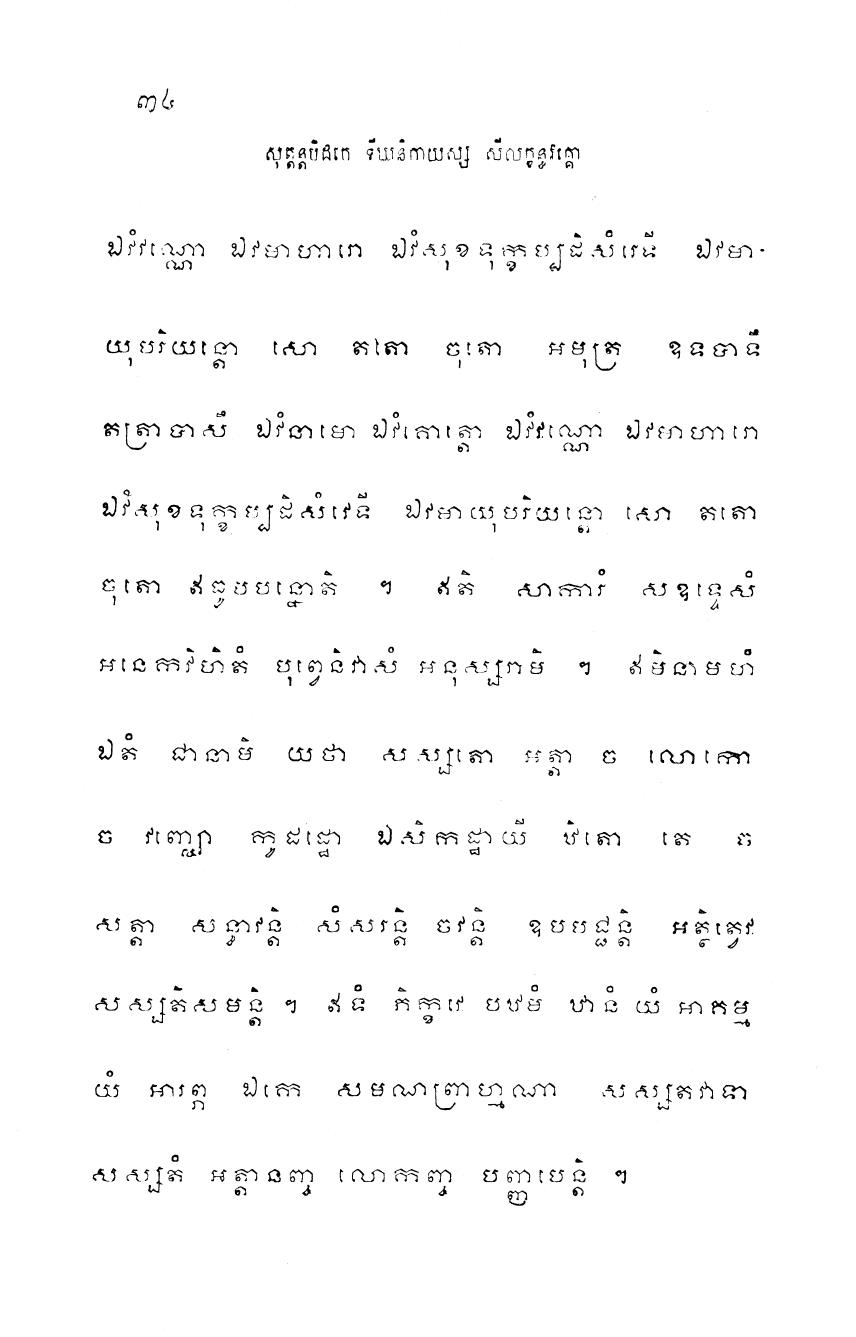 ៣៤
សុត្តន្តបិដកេ ទីឃនិកាយស្ស សីលក្ខន្ធវគ្គោ
ឯវំវណ្ណោ ឯវមាហារោ ឯវំសុខទុក្ខប្បដិសំវេទី ឯវមា-
យុបរិយន្តោ សោ តតោ ចុតោ អមុត្រ ឧទបាទឹ
តត្រាបាសឹ ឯវំនាមោ ឯវំគោត្តោ ឯវំវណ្ណោ ឯវមាហារោ
ឯវំសុខទុក្ខប្បដិសំវេទី ឯវមាយុបរិយន្តោ សោ តតោ
ចុតោ ឥធូបបន្នោតិ ។ ឥតិ សាការំ សឧទ្ទេសំ
អនេកវិហិតំ បុព្វេនិវាសំ អនុស្សរាមិ ។ ឥមិនាមហំ
ឯតំ ជានាមិ យថា សស្សតោ អត្តា ច លោកោ
ច វញ្ឈោ កូដដ្ឋោ ឯសិកដ្ឋាយី ឋិតោ តេ ច
សត្តា សន្ធាវន្តិ សំសរន្តិ ចវន្តិ ឧបបជ្ជន្តិ អត្ថិត្វេវ
សស្សតិសមន្តិ ។ ឥទំ ភិក្ខវេ បឋមំ ឋានំ យំ អាគម្ម
យំ អារព្ភ ឯកេ សមណព្រាហ្មណា សស្សតវាទា
សស្សតំ អត្តានញ្ច លោកញ្ច បញ្ញាបេន្តិ ។